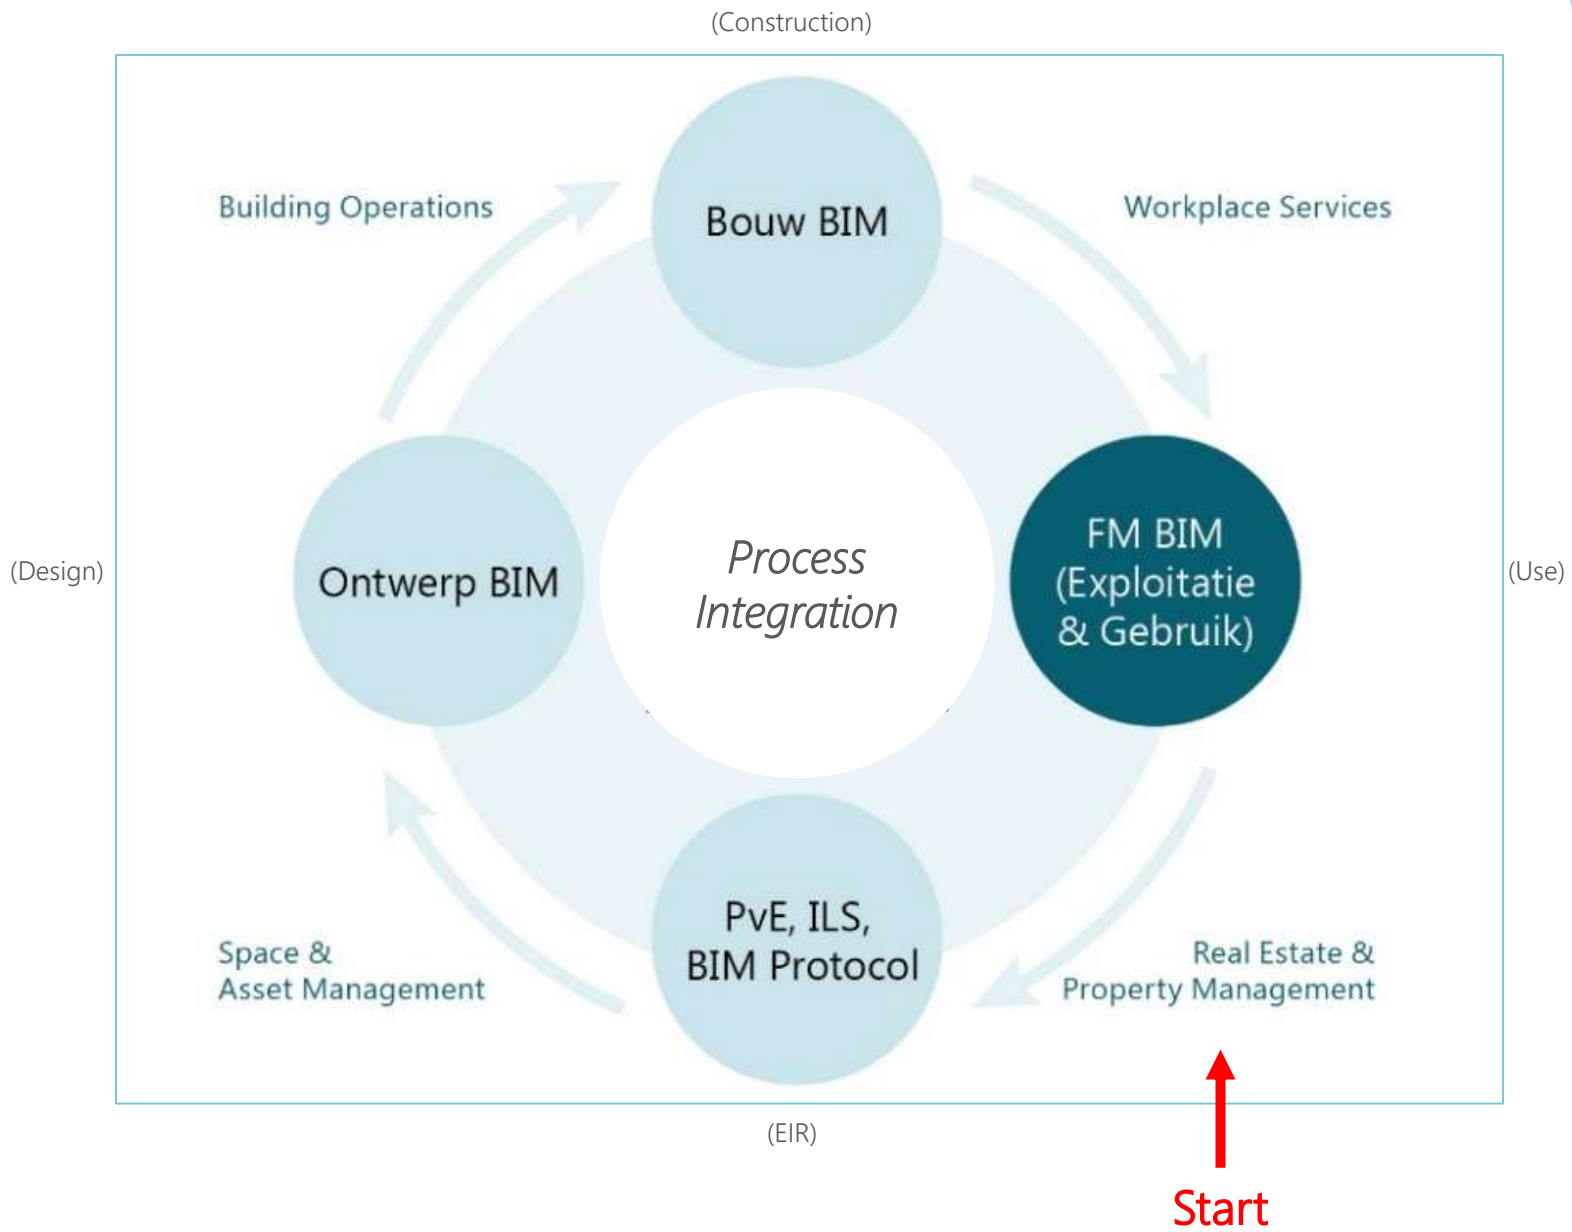 (Construction)
Bouw BIM
Building Operations
Workplace Services
(Design)
Ontwerp BIM
Process
Integration
FM BIM
(Exploitatie
& Gebruik)
(Use)
PvE, ILS,
BIM Protocol
Space &
Asset Management
Real Estate &
Property Management
(EIR)
Start